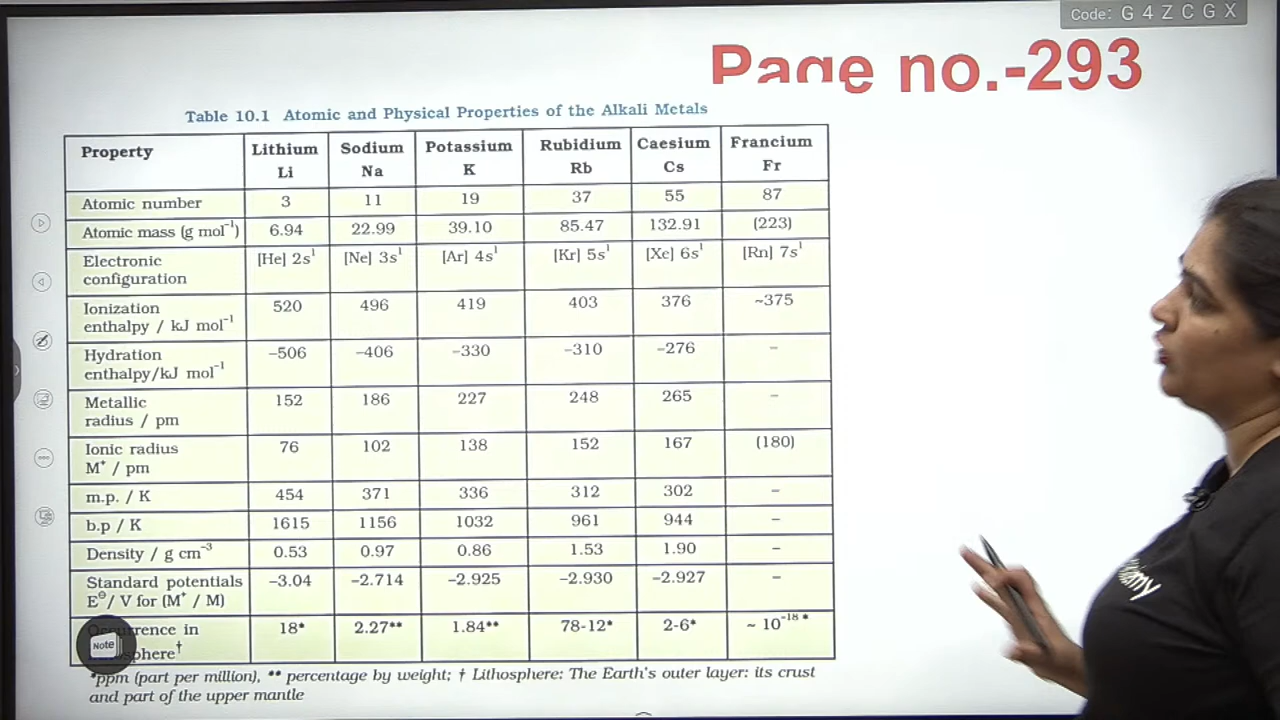 Code: G 4 Z C G X
Page no.-293
Table 10.1 Atomic and Physical Properties of the Alkali Metals
Property Lithium Li Sodium Na Potassium K Rubidium Rb Caesium Cs Francium Fr
Atomic number 3 11 19 37 55 87
Atomic mass (g mol⁻¹) 6.94 22.99 39.10 85.47 132.91 (223)
Electronic configuration [He] 2s¹ [Ne] 3s¹ [Ar] 4s¹ [Kr] 5s¹ [Xe] 6s¹ [Rn] 7s¹
Ionization enthalpy / kJ mol⁻¹ 520 496 419 403 376 ~375
Hydration enthalpy/kJ mol⁻¹ –506 –406 –330 –310 –276 –
Metallic radius / pm 152 186 227 248 265 –
Ionic radius M⁺ / pm 76 102 138 152 167 (180)
m.p. / K 454 371 336 312 302 –
b.p / K 1615 1156 1032 961 944 –
Density / g cm⁻³ 0.53 0.97 0.86 1.53 1.90 –
Standard potentials E⊖/ V for (M⁺ / M) –3.04 –2.714 –2.925 –2.930 –2.927 –
in 18* 2.27** 1.84** 78-12* 2-6* ~ 10⁻¹⁸ *
Note
*ppm (part per million), ** percentage by weight; † Lithosphere: The Earth's outer layer: its crust
and part of the upper mantle